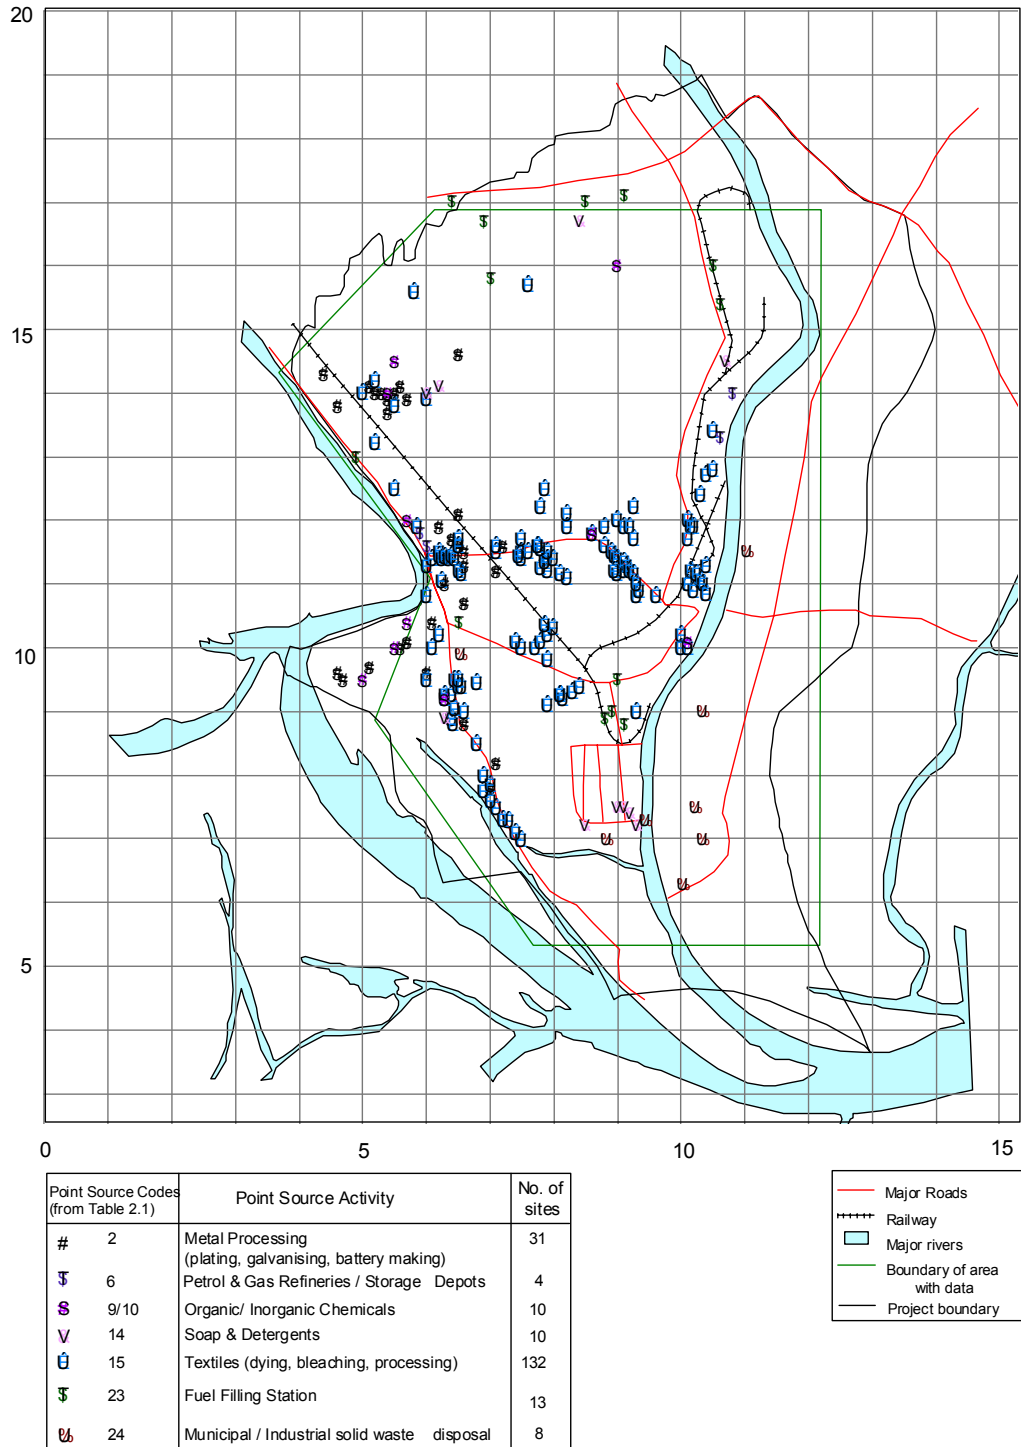 20
15
10
5
0 5 10 15
Point Source Codes (from Table 2.1) Point Source Activity No. of sites
# 2 Metal Processing (plating, galvanising, battery making) 31
6 Petrol & Gas Refineries / Storage Depots 4
9/10 Organic/ Inorganic Chemicals 10
V 14 Soap & Detergents 10
15 Textiles (dying, bleaching, processing) 132
23 Fuel Filling Station 13
24 Municipal / Industrial solid waste disposal 8
Major Roads
Railway
Major rivers
Boundary of area
with data
Project boundary